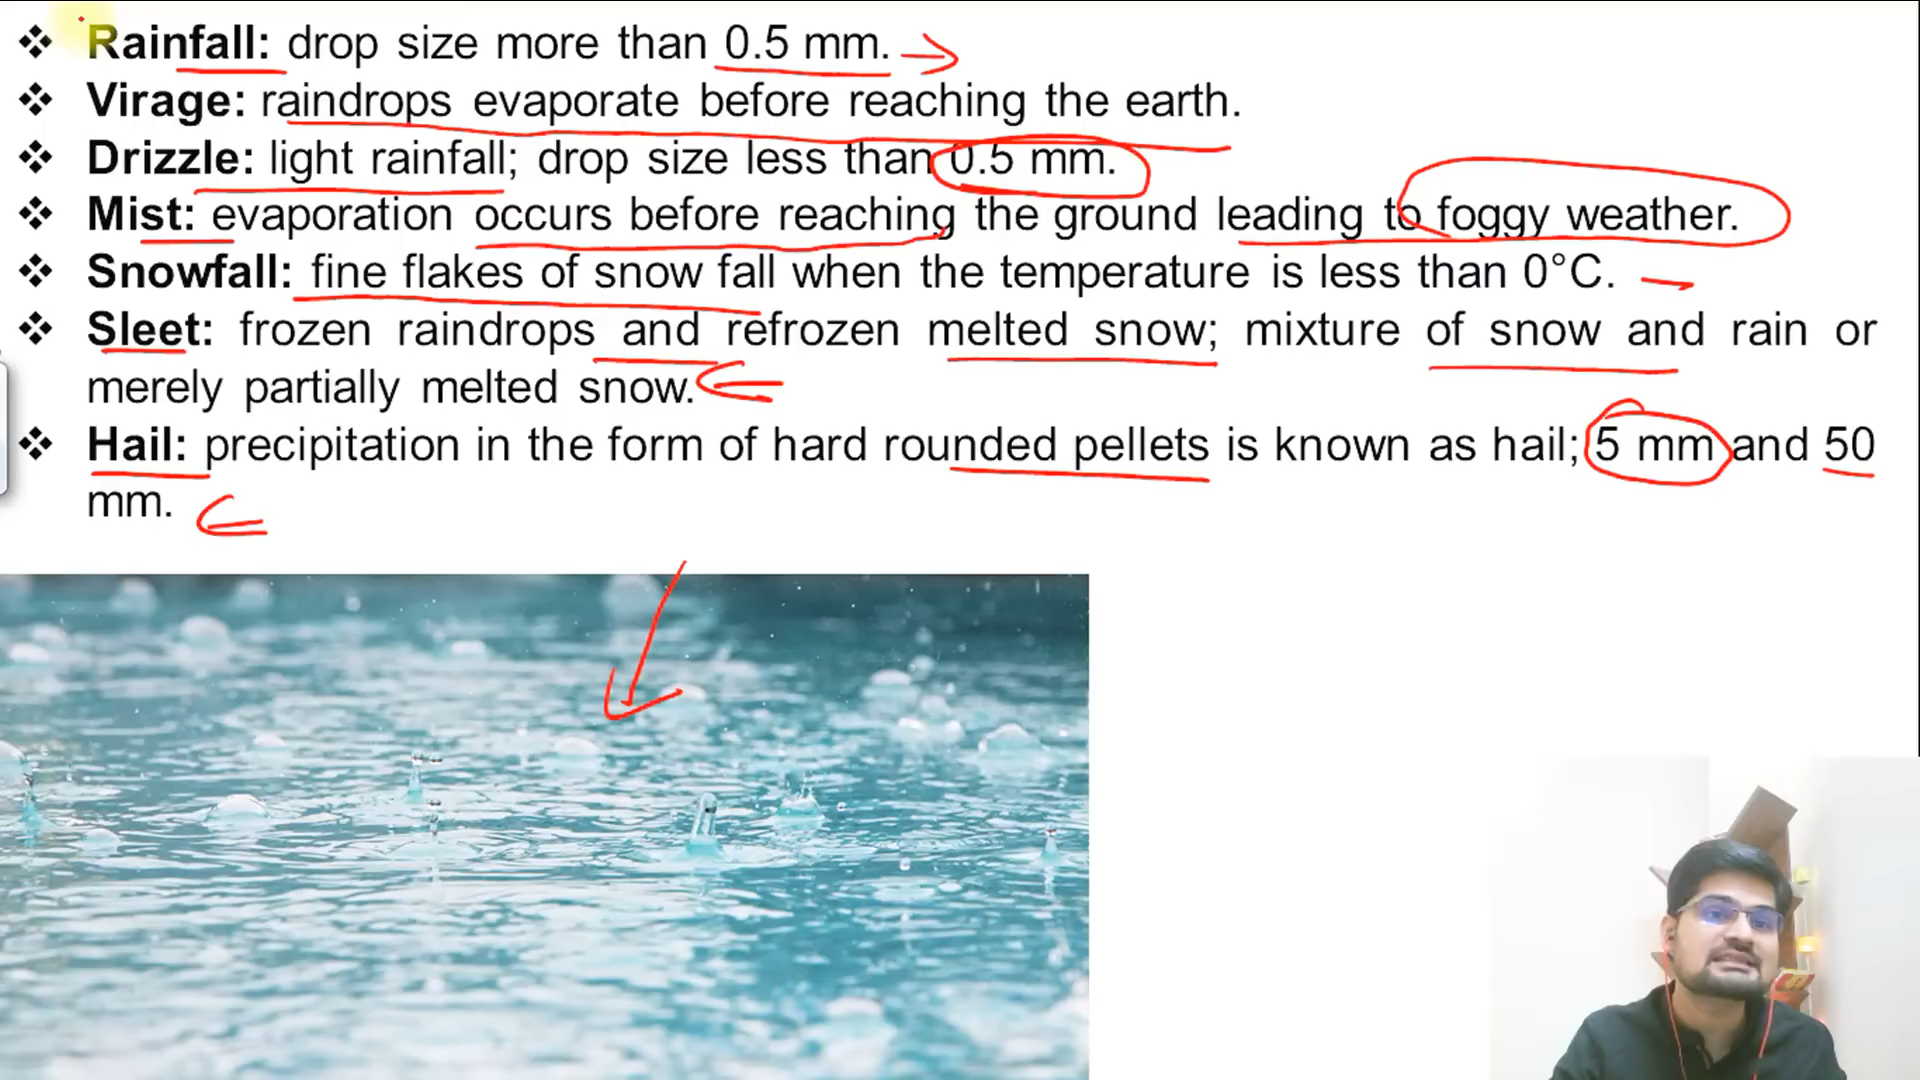 ❖ Rainfall: drop size more than 0.5 mm.
❖ Virage: raindrops evaporate before reaching the earth.
❖ Drizzle: light rainfall; drop size less than 0.5 mm.
❖ Mist: evaporation occurs before reaching the ground leading to foggy weather.
❖ Snowfall: fine flakes of snow fall when the temperature is less than 0°C.
❖ Sleet: frozen raindrops and refrozen melted snow; mixture of snow and rain or
merely partially melted snow.
❖ Hail: precipitation in the form of hard rounded pellets is known as hail; 5 mm and 50
mm.